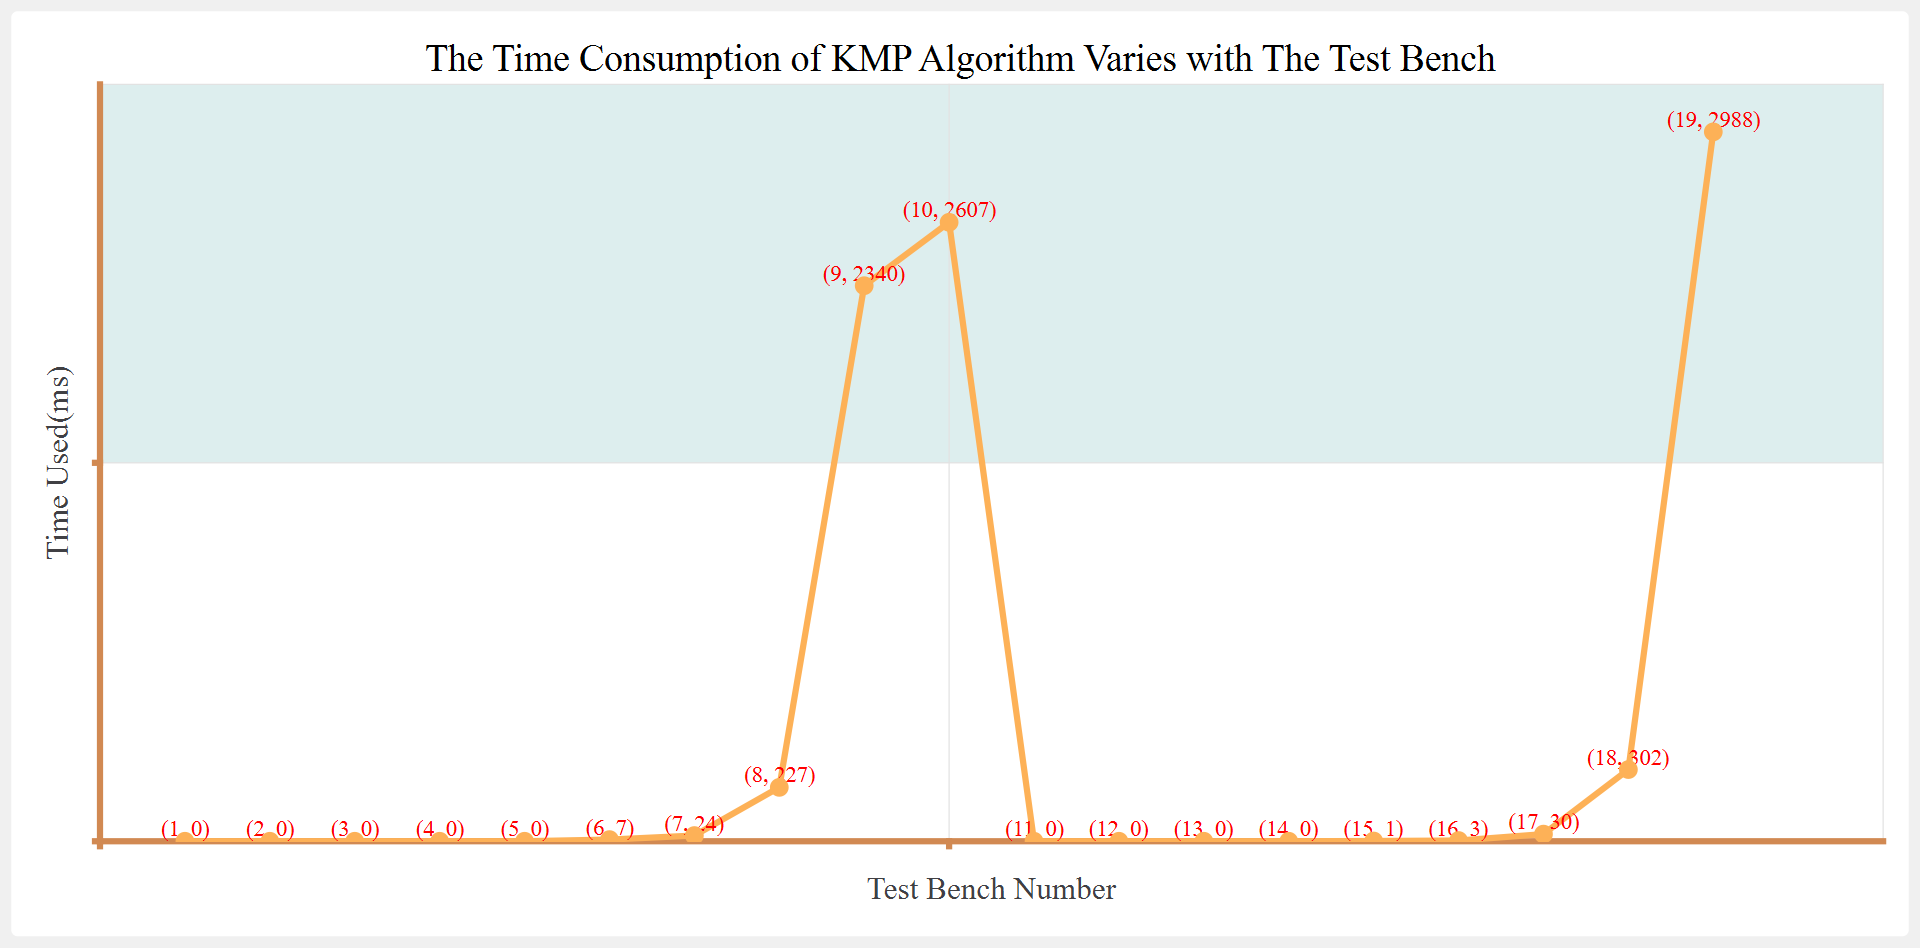 The Time Consumption of KMP Algorithm Varies with The Test Bench
(19, 2988)
(10, 2607)
(9, 2340)
Time Used(ms)
(18, 302)
(8, 227)
(1, 0) (2, 0) (3, 0) (4, 0) (5, 0) (6, 7) (7, 24) (11, 0) (12, 0) (13, 0) (14, 0) (15, 1) (16, 3) (17, 30)
Test Bench Number